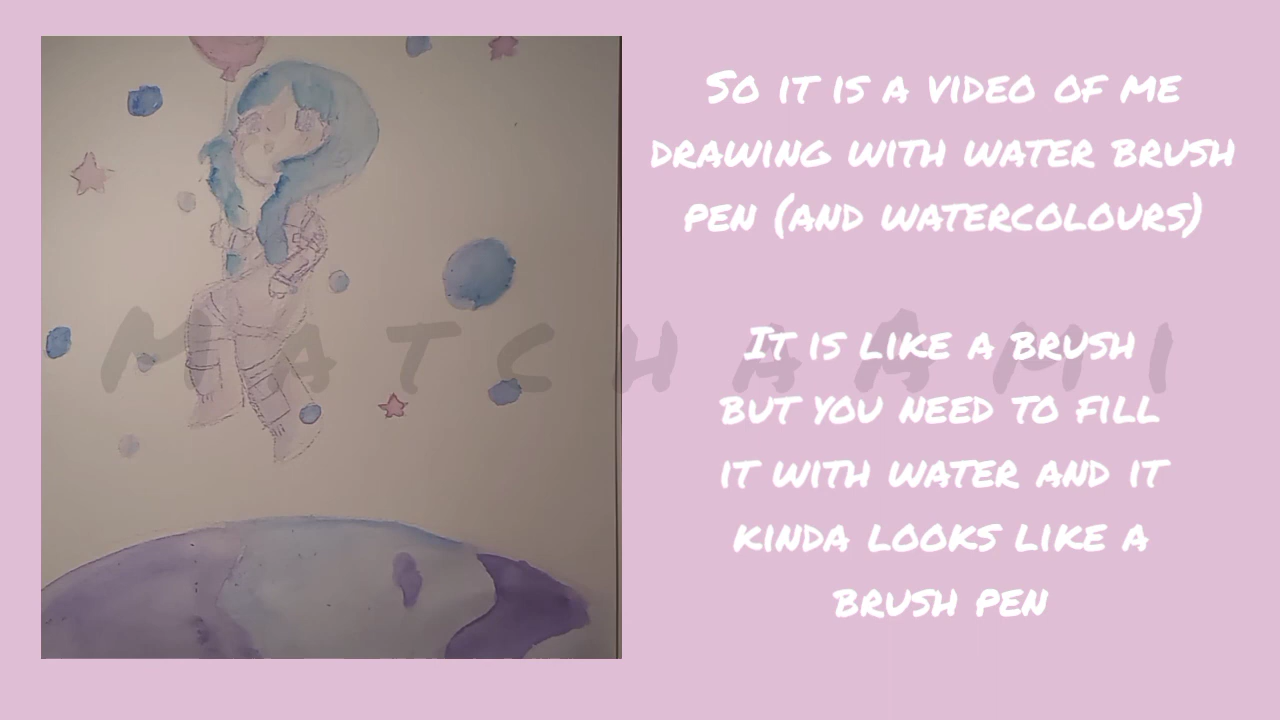 So it is a video of me
drawing with water brush
pen (and watercolours)
MatchaAmi
It is like a brush
but you need to fill
it with water and it
kinda looks like a
brush pen